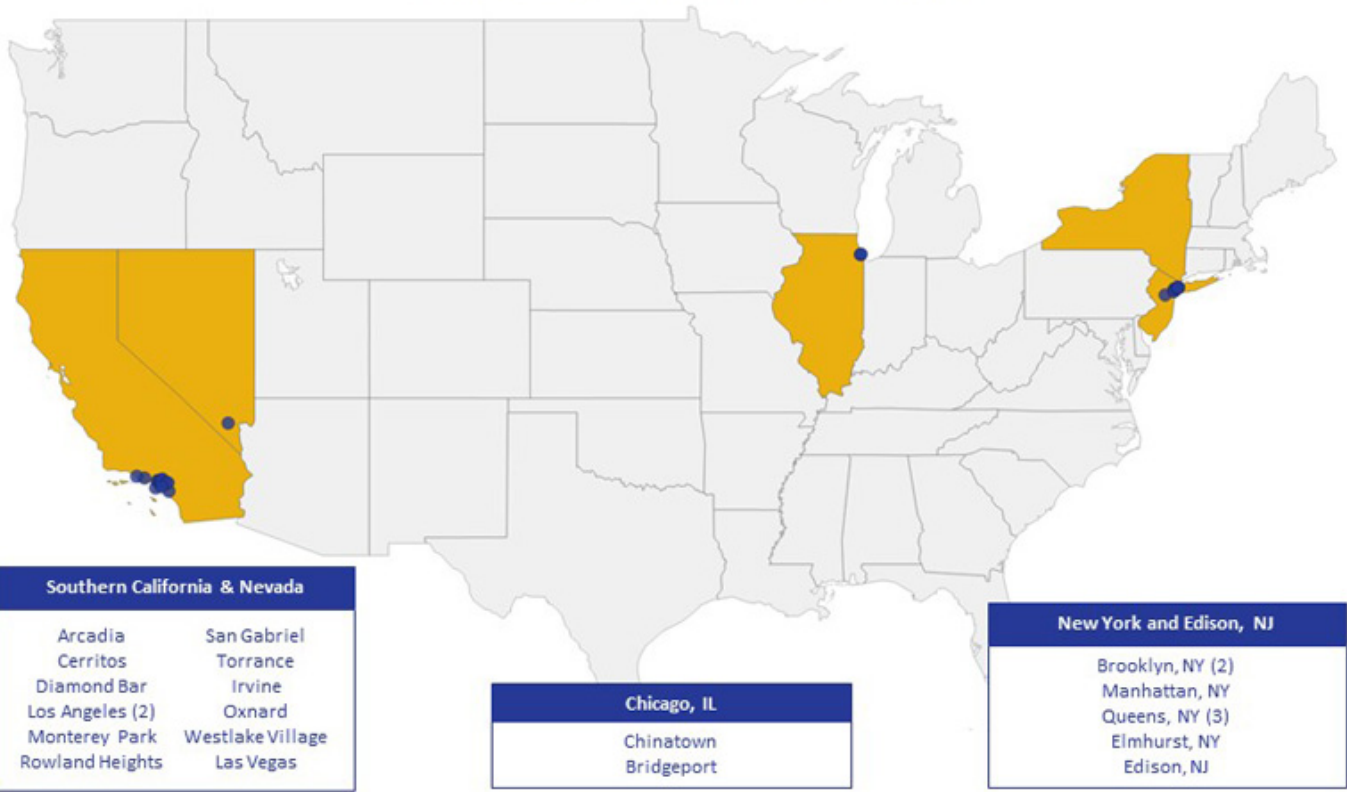 Southern California & Nevada
Arcadia
Cerritos
Diamond Bar
Los Angeles (2)
Monterey Park
Rowland Heights
San Gabriel
Torrance
Irvine
Oxnard
Westlake Village
Las Vegas
Chicago, IL
Chinatown
Bridgeport
New York and Edison, NJ
Brooklyn, NY (2)
Manhattan, NY
Queens, NY (3)
Elmhurst, NY
Edison, NJ